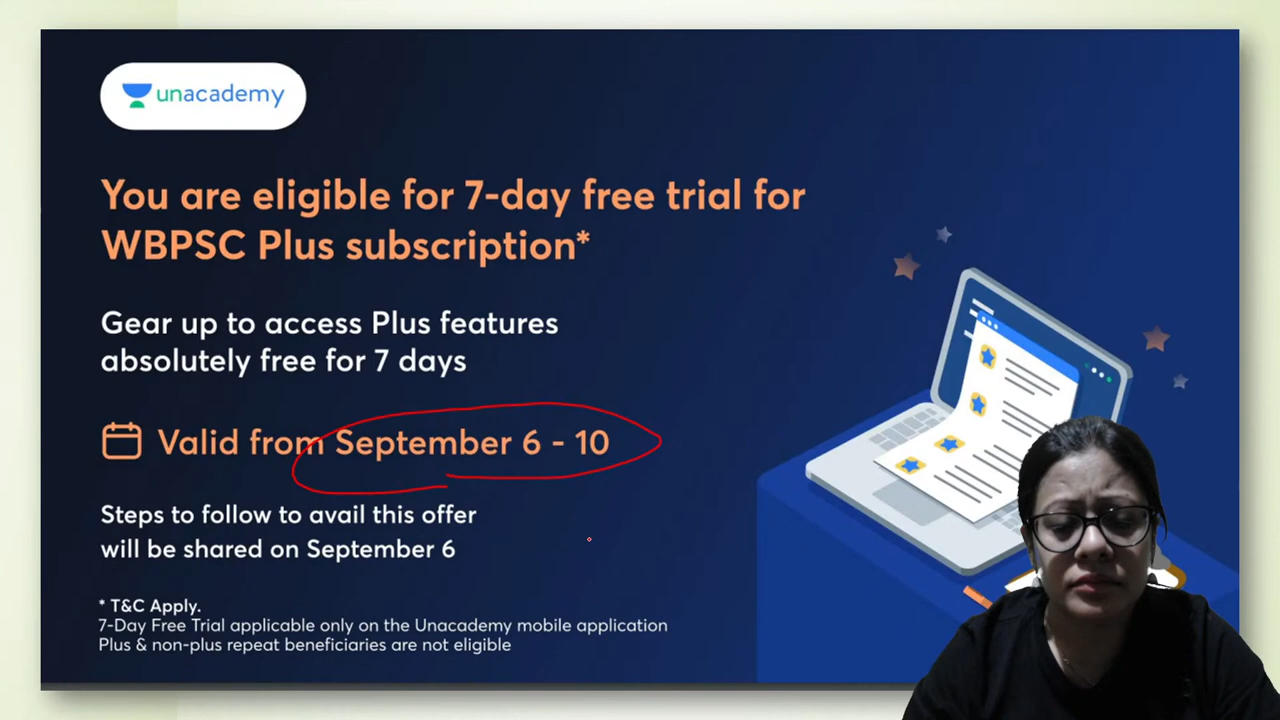 unacademy
You are eligible for 7-day free trial for
WBPSC Plus subscription*
Gear up to access Plus features
absolutely free for 7 days
Valid from September 6 - 10
Steps to follow to avail this offer
will be shared on September 6
* T&C Apply.
7-Day Free Trial applicable only on the Unacademy mobile application
Plus & non-plus repeat beneficiaries are not eligible